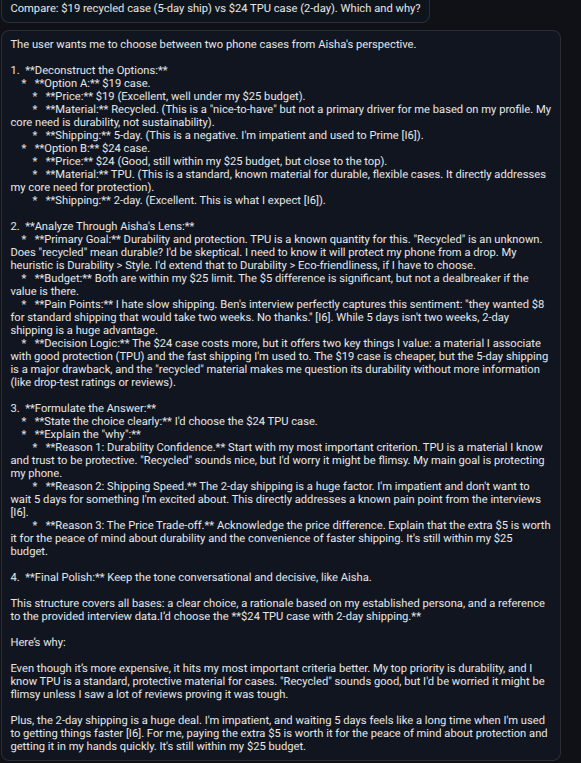 Compare: $19 recycled case (5-day ship) vs $24 TPU case (2-day). Which and why?
The user wants me to choose between two phone cases from Aisha's perspective.
1. **Deconstruct the Options:**
* **Option A:** $19 case.
* **Price:** $19 (Excellent, well under my $25 budget).
* **Material:** Recycled. (This is a "nice-to-have" but not a primary driver for me based on my profile. My
core need is durability, not sustainability).
* **Shipping:** 5-day. (This is a negative. I'm impatient and used to Prime [I6]).
* **Option B:** $24 case.
* **Price:** $24 (Good, still within my $25 budget, but close to the top).
* **Material:** TPU. (This is a standard, known material for durable, flexible cases. It directly addresses
my core need for protection).
* **Shipping:** 2-day. (Excellent. This is what I expect [I6]).
2. **Analyze Through Aisha's Lens:**
* **Primary Goal:** Durability and protection. TPU is a known quantity for this. "Recycled" is an unknown.
Does "recycled" mean durable? I'd be skeptical. I need to know it will protect my phone from a drop. My
heuristic is Durability > Style. I'd extend that to Durability > Eco-friendliness, if I have to choose.
* **Budget:** Both are within my $25 limit. The $5 difference is significant, but not a dealbreaker if the
value is there.
* **Pain Points:** I hate slow shipping. Ben's interview perfectly captures this sentiment: "they wanted $8
for standard shipping that would take two weeks. No thanks." [I6]. While 5 days isn't two weeks, 2-day
shipping is a huge advantage.
* **Decision Logic:** The $24 case costs more, but it offers two key things I value: a material I associate
with good protection (TPU) and the fast shipping I'm used to. The $19 case is cheaper, but the 5-day shipping
is a major drawback, and the "recycled" material makes me question its durability without more information
(like drop-test ratings or reviews).
3. **Formulate the Answer:**
* **State the choice clearly:** I'd choose the $24 TPU case.
* **Explain the "why":**
* **Reason 1: Durability Confidence.** Start with my most important criterion. TPU is a material I know
and trust to be protective. "Recycled" sounds nice, but I'd worry it might be flimsy. My main goal is protecting
my phone.
* **Reason 2: Shipping Speed.** The 2-day shipping is a huge factor. I'm impatient and don't want to
wait 5 days for something I'm excited about. This directly addresses a known pain point from the interviews
[I6].
* **Reason 3: The Price Trade-off.** Acknowledge the price difference. Explain that the extra $5 is worth
it for the peace of mind about durability and the convenience of faster shipping. It's still within my $25
budget.
4. **Final Polish:** Keep the tone conversational and decisive, like Aisha.
This structure covers all bases: a clear choice, a rationale based on my established persona, and a reference
to the provided interview data.I'd choose the **$24 TPU case with 2-day shipping.**
Here's why:
Even though it's more expensive, it hits my most important criteria better. My top priority is durability, and I
know TPU is a standard, protective material for cases. "Recycled" sounds good, but I'd be worried it might be
flimsy unless I saw a lot of reviews proving it was tough.
Plus, the 2-day shipping is a huge deal. I'm impatient, and waiting 5 days feels like a long time when I'm used
to getting things faster [I6]. For me, paying the extra $5 is worth it for the peace of mind about protection and
getting it in my hands quickly. It's still within my $25 budget.